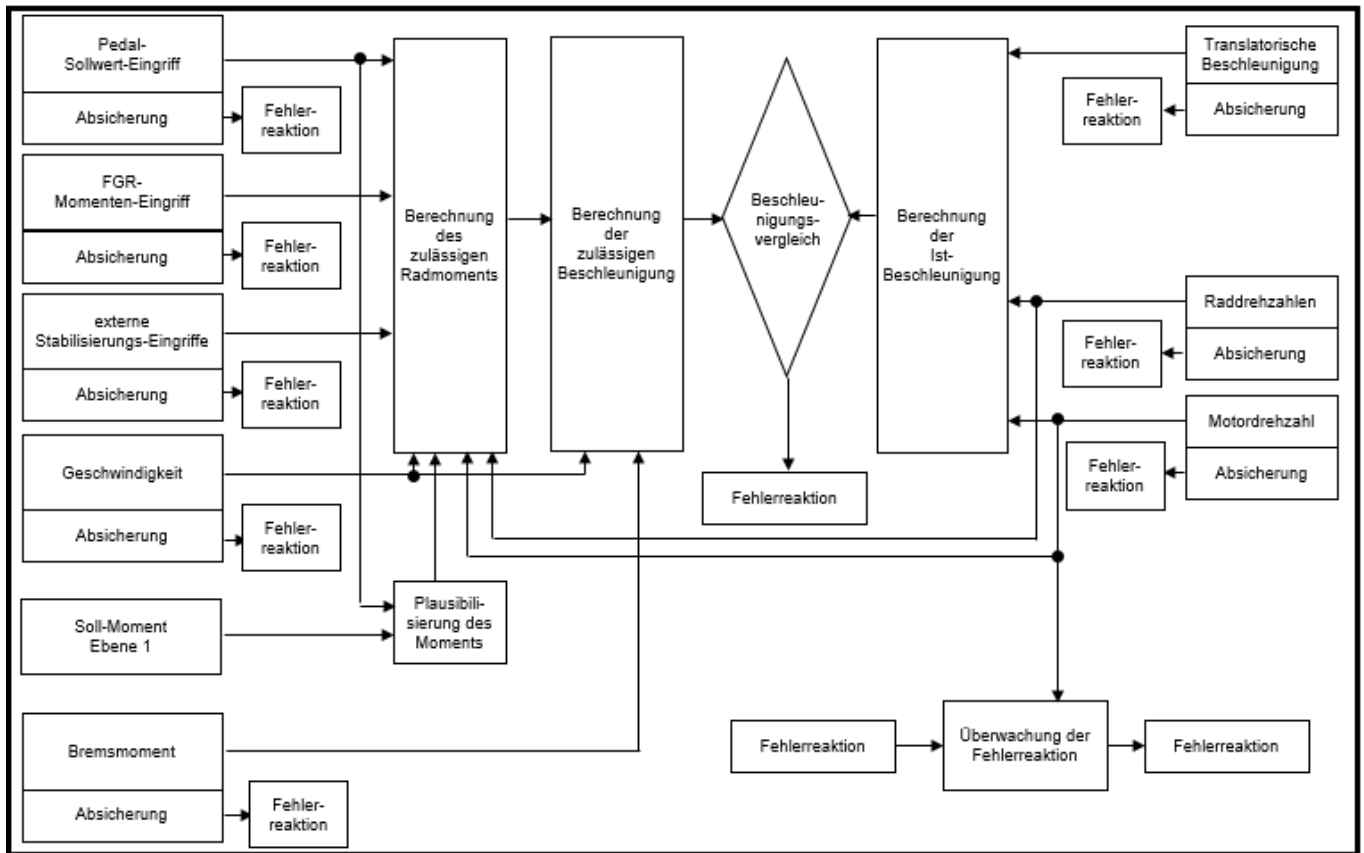 Pedal-
Sollwert-Eingriff
Absicherung
Fehler-
reaktion
FGR-
Momenten-Eingriff
Absicherung
Fehler-
reaktion
externe
Stabilisierungs-Eingriffe
Absicherung
Fehler-
reaktion
Geschwindigkeit
Absicherung
Fehler-
reaktion
Soll-Moment
Ebene 1
Bremsmoment
Absicherung
Fehler-
reaktion
Berechnung
des
zulässigen
Radmoments
Plausibili-
sierung des
Moments
Berechnung
der
zulässigen
Beschleunigung
Beschleu-
nigungs-
vergleich
Fehlerreaktion
Berechnung
der
Ist-
Beschleunigung
Translatorische
Beschleunigung
Absicherung
Fehler-
reaktion
Raddrehzahlen
Absicherung
Fehler-
reaktion
Motordrehzahl
Absicherung
Fehler-
reaktion
Fehlerreaktion
Überwachung der
Fehlerreaktion
Fehlerreaktion